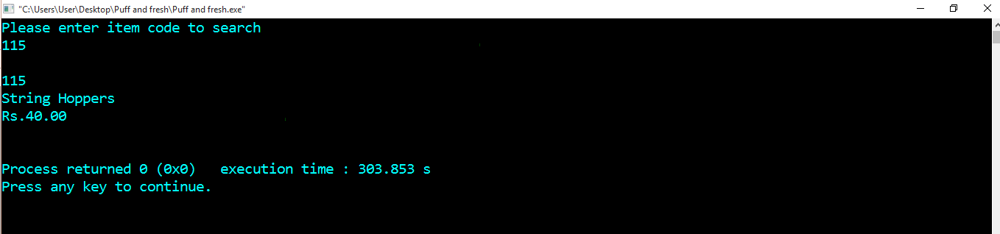 "C:\Users\User\Desktop\Puff and fresh\Puff and fresh.exe"
Please enter item code to search
115
115
String Hoppers
Rs.40.00
Process returned 0 (0x0)   execution time : 303.853 s
Press any key to continue.